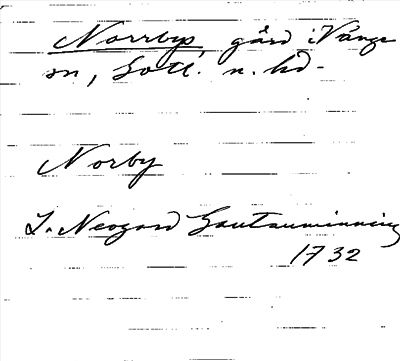 Norrbys, gård i Vänge
sn, Gotl. n. hd.
Norby
L. Neogard Gautauminning
1732